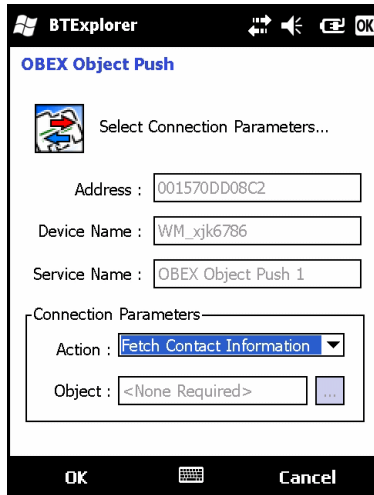 BTExplorer OK
OBEX Object Push
Select Connection Parameters...
Address : 001570DD08C2
Device Name : WM_xjk6786
Service Name : OBEX Object Push 1
Connection Parameters
Action : Fetch Contact Information
Object : <None Required> ...
OK Cancel